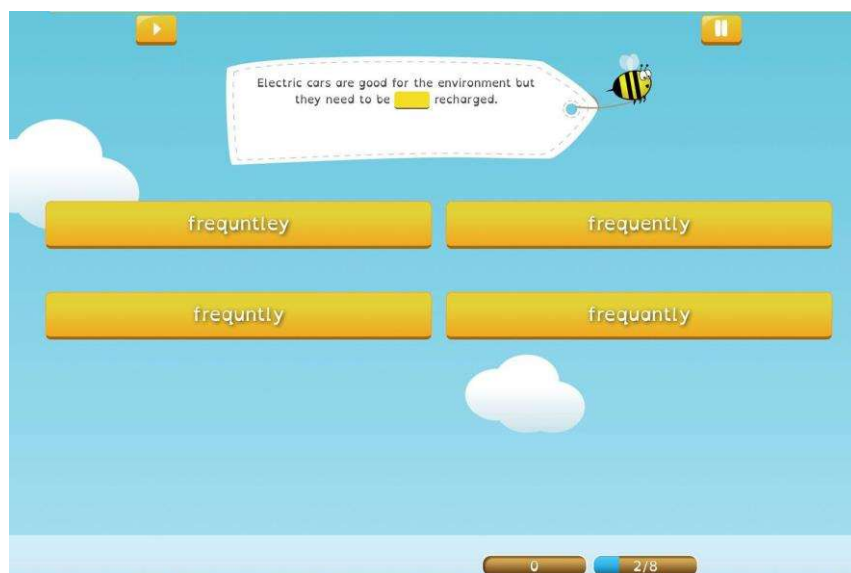 Electric cars are good for the environment but
they need to be recharged.
frequntley
frequently
frequntly
frequantly
0
2/8